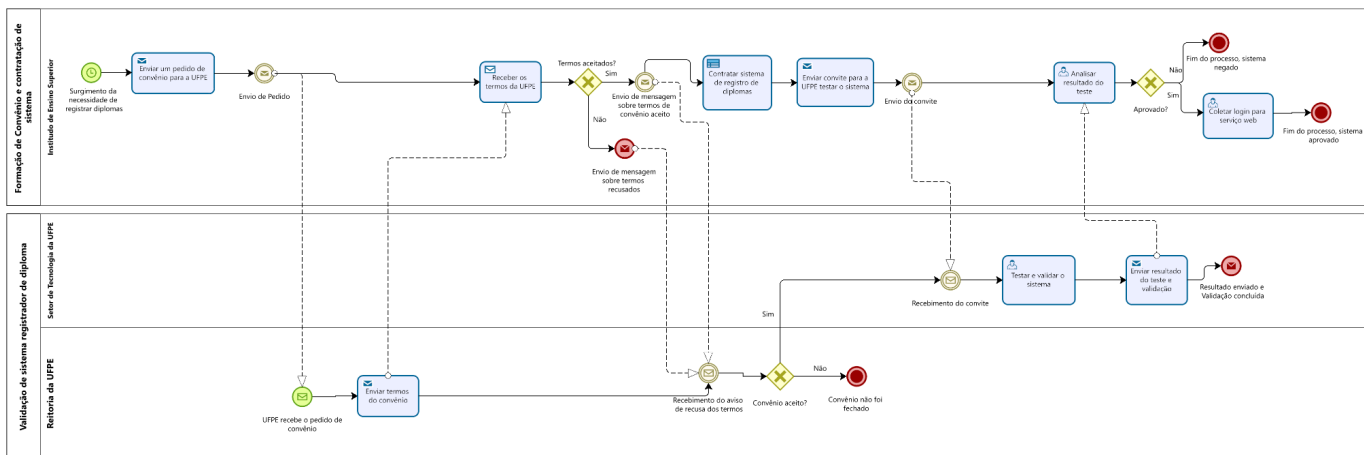 Formação de Convênio e contratação de
sistema
Instituto de Ensino Superior
Surgimento da
necessidade de
registrar diplomas
Enviar um pedido de
convênio para a UFPE
Envio de Pedido
Receber os
termos da UFPE
Termos aceitados?
Sim
Não
Envio de mensagem
sobre termos de
convênio aceito
Envio de mensagem
sobre termos
recusados
Contratar sistema
de registro de
diplomas
Enviar convite para a
UFPE testar o sistema
Envio do convite
Analisar
resultado do
teste
Aprovado?
Não
Sim
Fim do processo, sistema
negado
Coletar login para
serviço web
Fim do processo, sistema
aprovado
Validação de sistema registrador de diploma
Setor de Tecnologia da UFPE
Recebimento do convite
Testar e validar o
sistema
Enviar resultado
do teste e
validação
Resultado enviado e
Validação concluída
Reitoria da UFPE
UFPE recebe o pedido de
convênio
Enviar termos
do convênio
Recebimento do aviso
de recusa dos termos
Convênio aceito?
Sim
Não
Convênio não foi
fechado